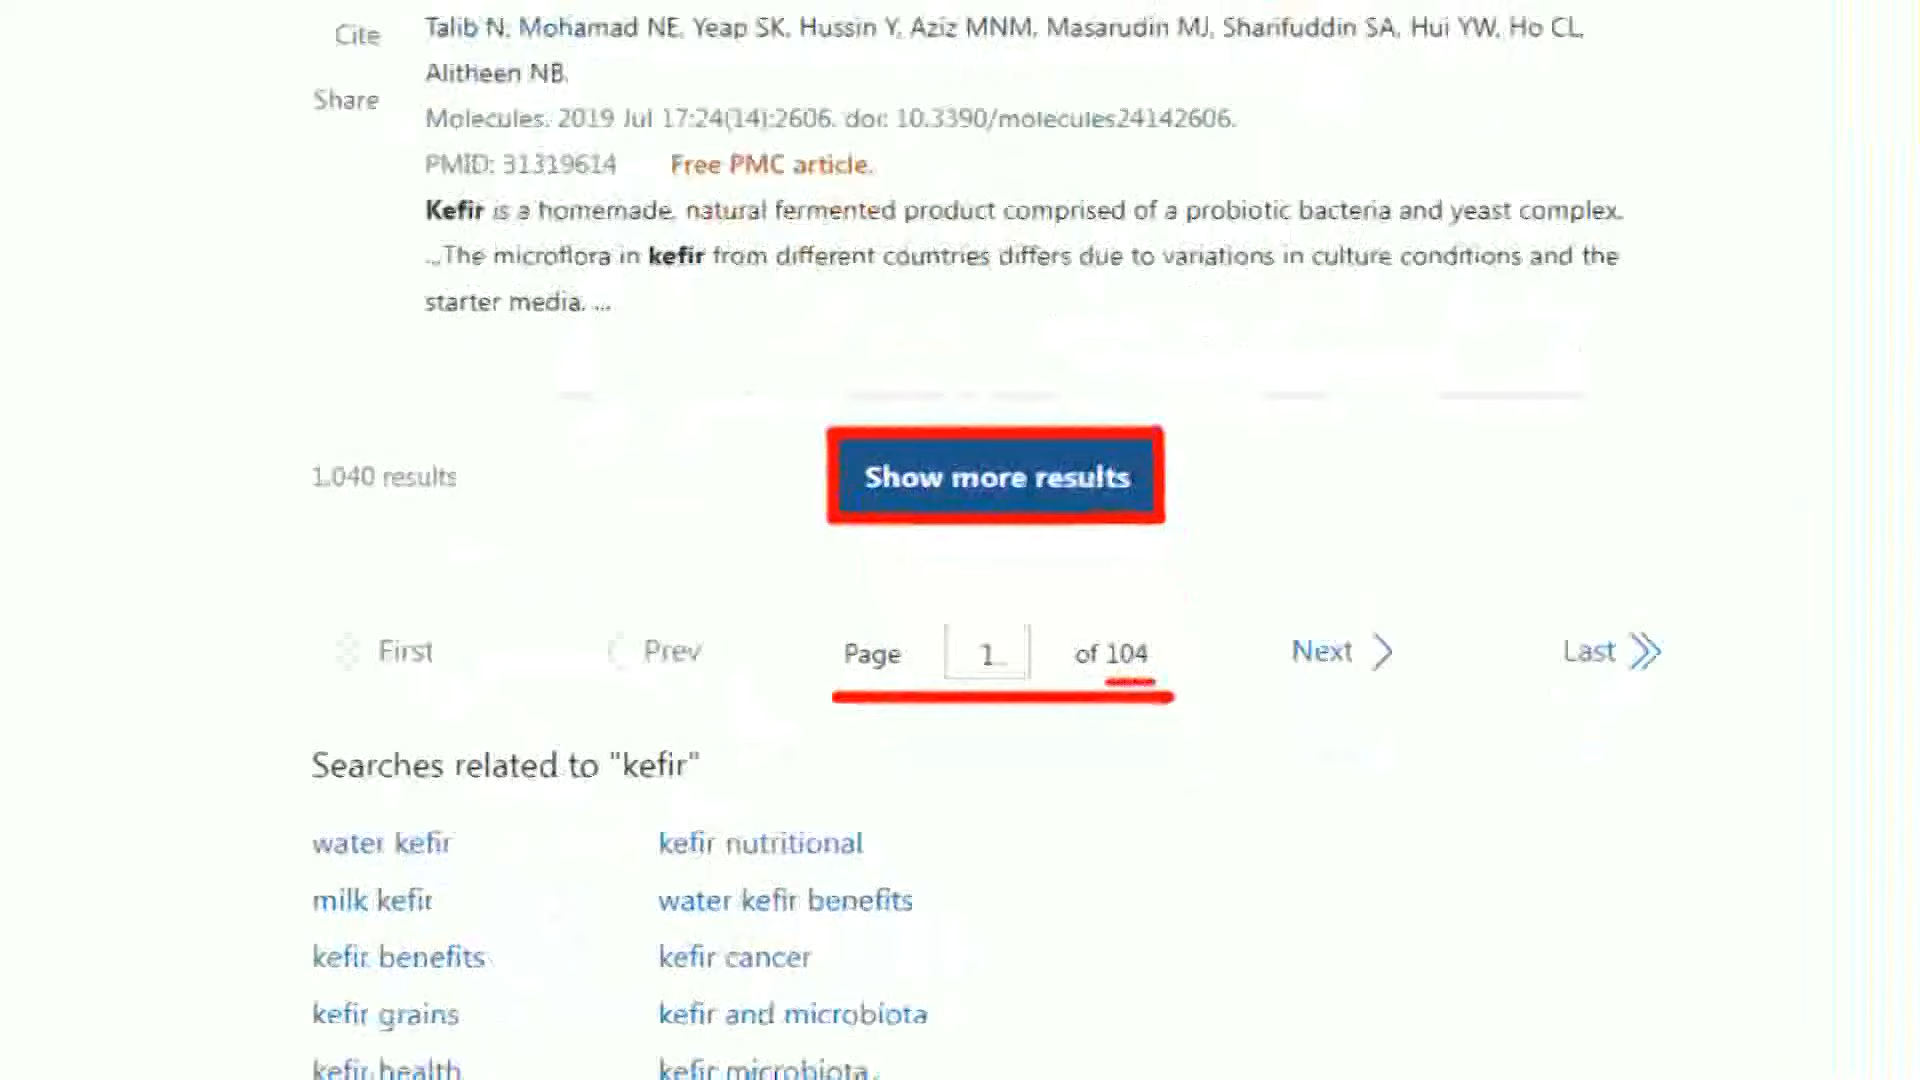 Cite
Talib N, Mohamad NE, Yeap SK, Hussin Y, Aziz MNM, Masarudin MJ, Sharifuddin SA, Hui YW, Ho CL,
Alitheen NB.
Share
Molecules. 2019 Jul 17;24(14):2606. doi: 10.3390/molecules24142606.
PMID: 31319614 Free PMC article.
Kefir is a homemade, natural fermented product comprised of a probiotic bacteria and yeast complex.
...The microflora in kefir from different countries differs due to variations in culture conditions and the
starter media. ...
1,040 results
Show more results
First Prev Page 1 of 104 Next Last
Searches related to "kefir"
water kefir kefir nutritional
milk kefir water kefir benefits
kefir benefits kefir cancer
kefir grains kefir and microbiota
kefir health kefir microbiota